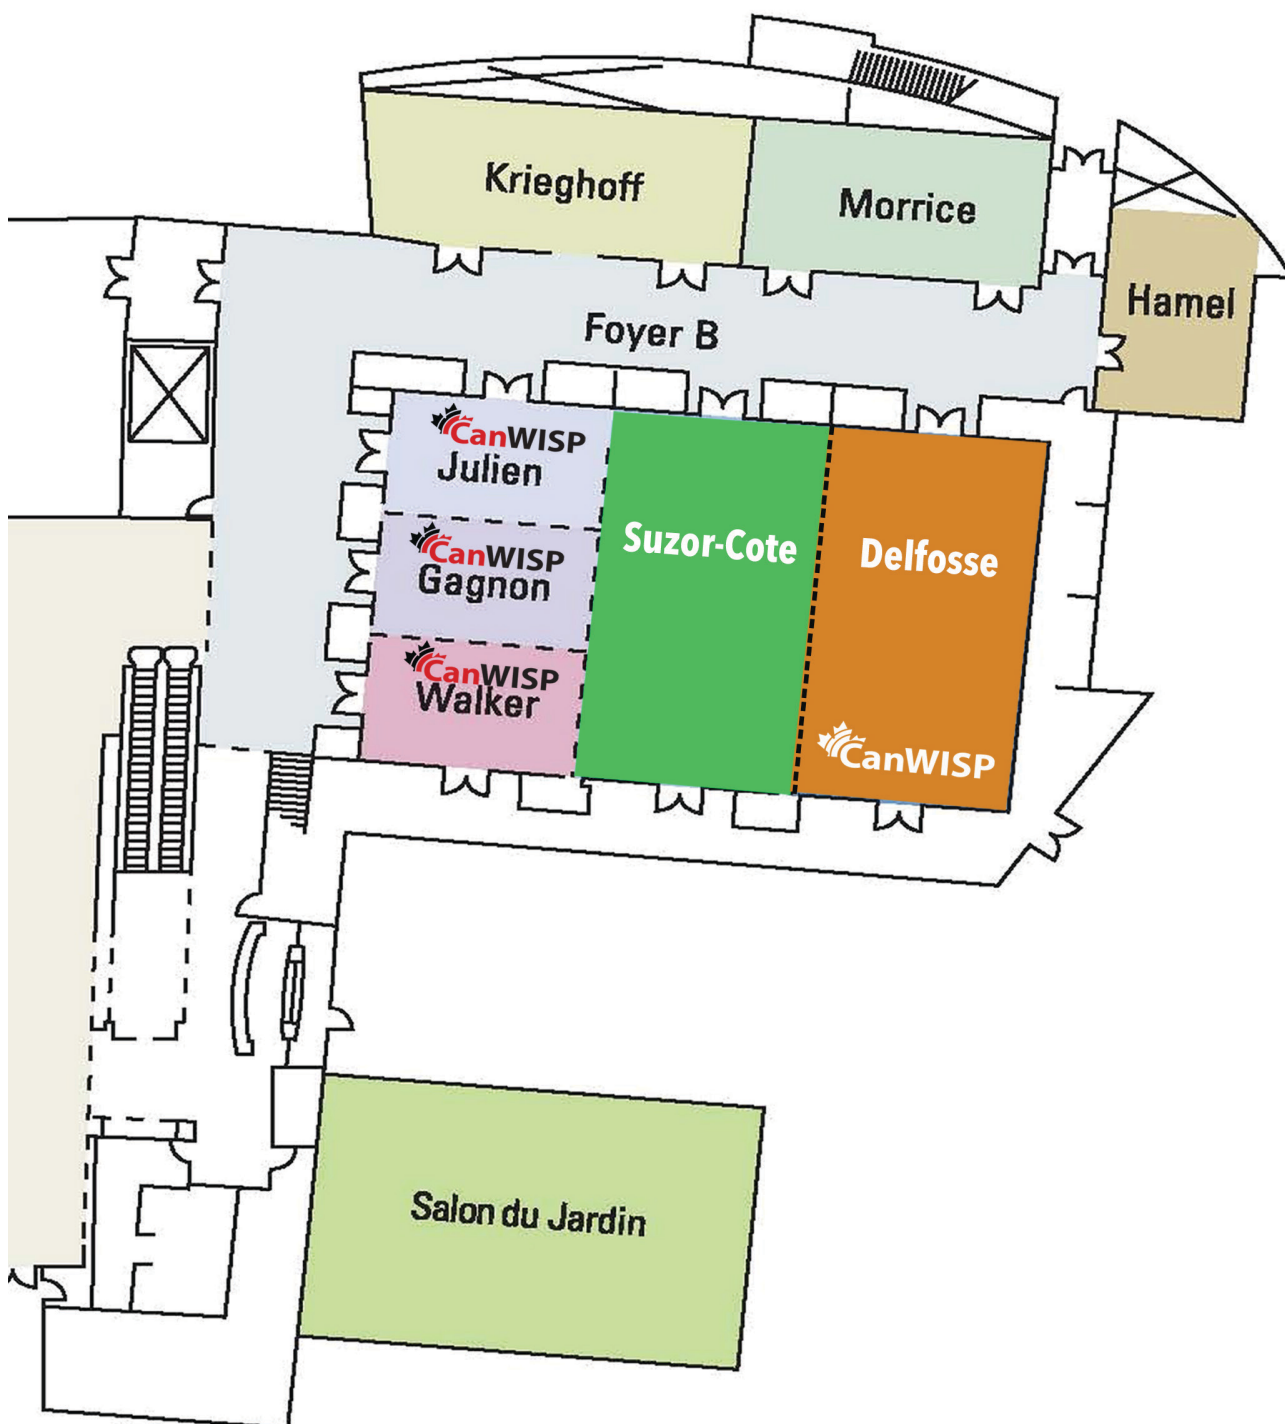 Krieghoff
Morrice
Hamel
Foyer B
CanWISP
Julien
CanWISP
Gagnon
CanWISP
Walker
Suzor-Cote
Delfosse
CanWISP
Salon du Jardin